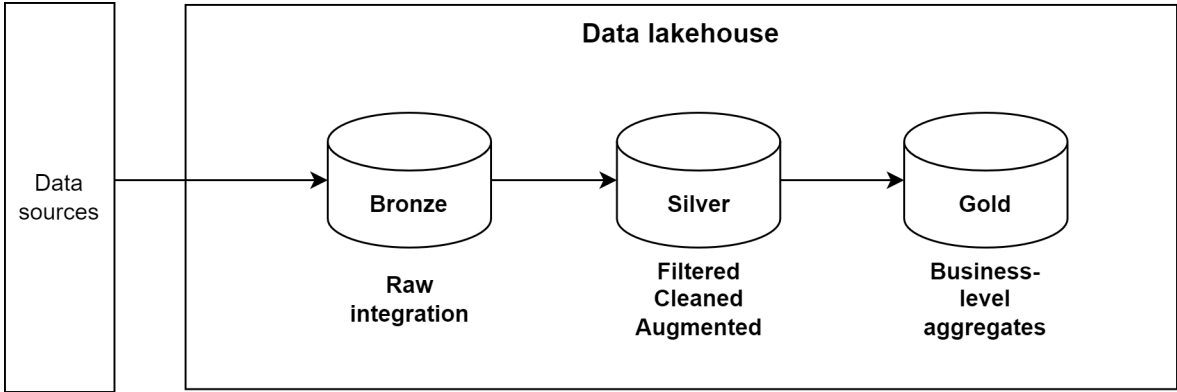 Data lakehouse
Data
sources
Bronze
Silver
Gold
Raw
integration
Filtered
Cleaned
Augmented
Business-
level
aggregates